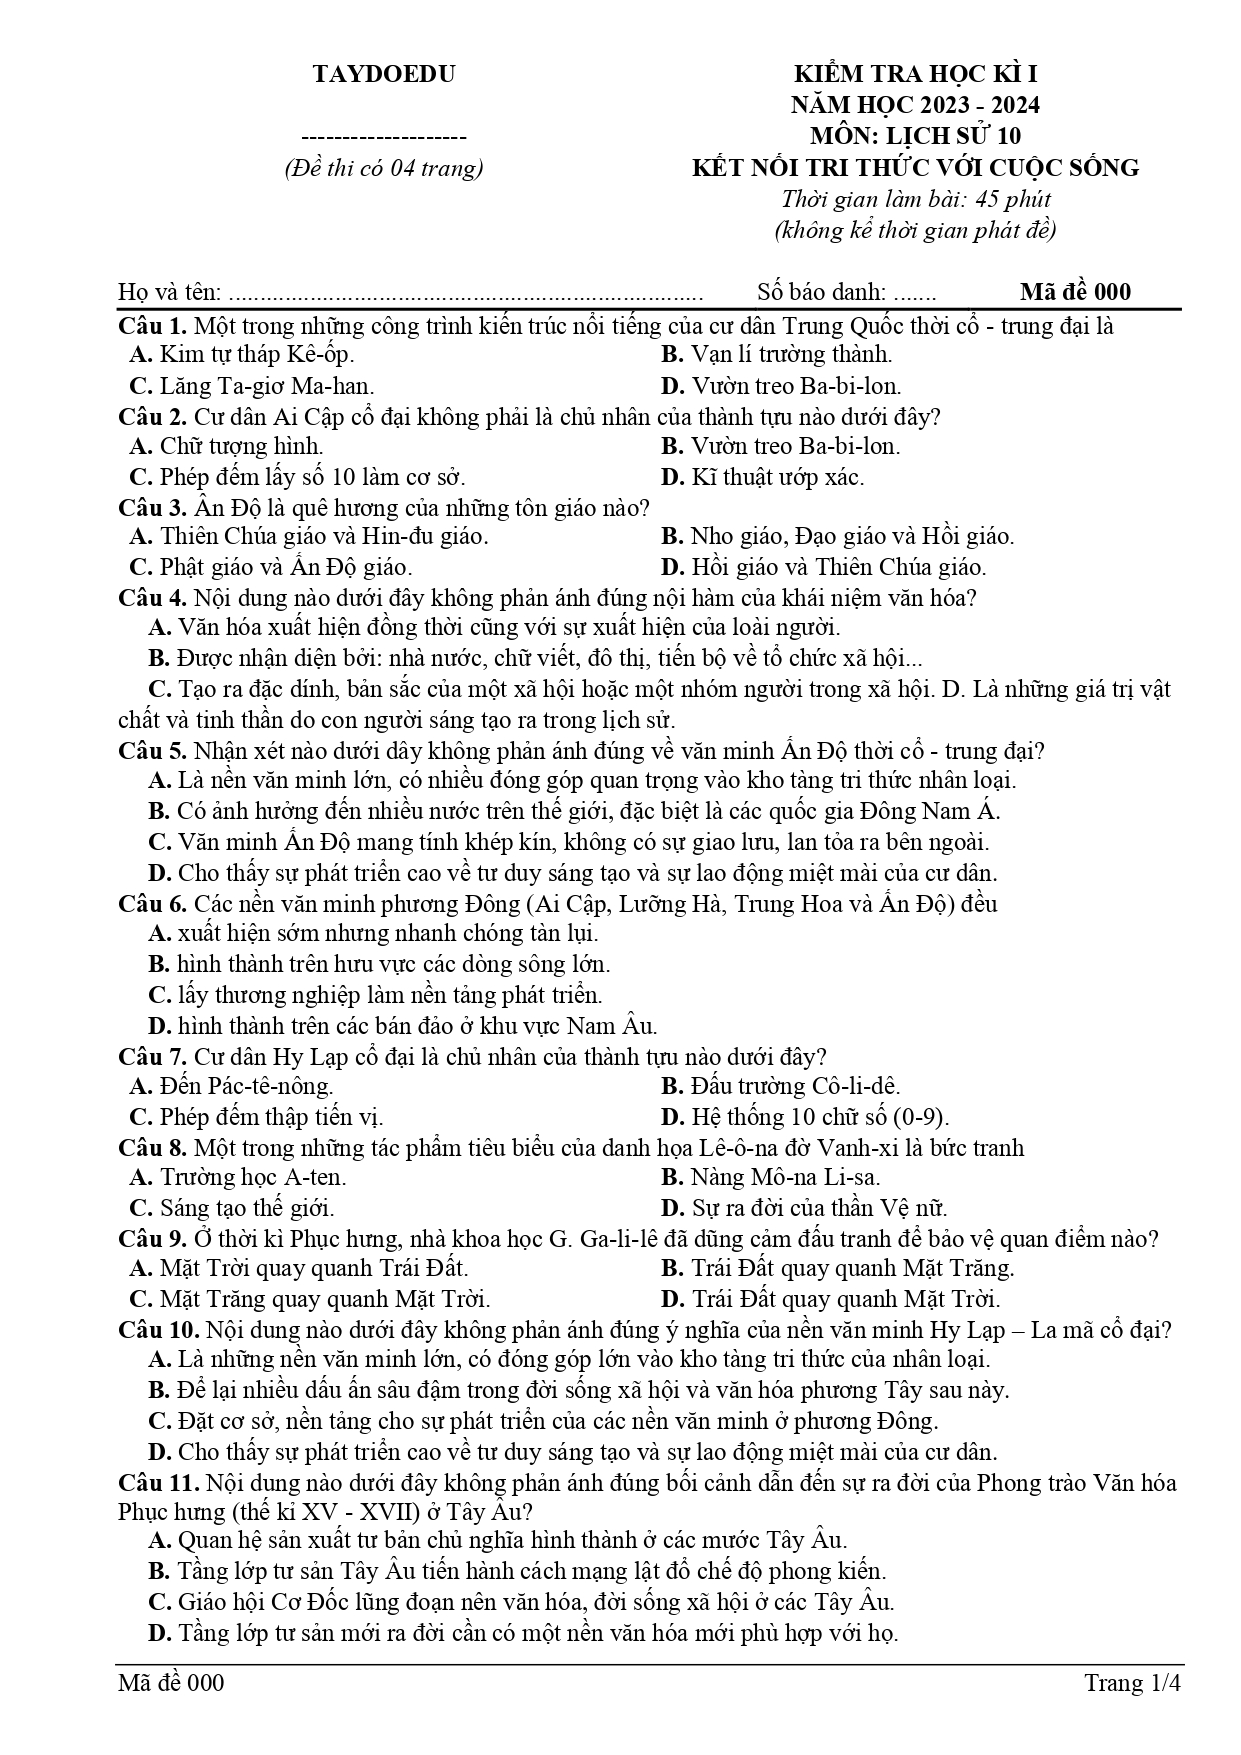 TAYDOEDU
--------------------
(Đề thi có 04 trang)
KIỂM TRA HỌC KÌ I
NĂM HỌC 2023 - 2024
MÔN: LỊCH SỬ 10
KẾT NỐI TRI THỨC VỚI CUỘC SỐNG
Thời gian làm bài: 45 phút
(không kể thời gian phát đề)
Họ và tên: ............................................................................ Số báo danh: ....... Mã đề 000
Câu 1. Một trong những công trình kiến trúc nổi tiếng của cư dân Trung Quốc thời cổ - trung đại là
A. Kim tự tháp Kê-ốp. B. Vạn lí trường thành.
C. Lăng Ta-giơ Ma-han. D. Vườn treo Ba-bi-lon.
Câu 2. Cư dân Ai Cập cổ đại không phải là chủ nhân của thành tựu nào dưới đây?
A. Chữ tượng hình. B. Vườn treo Ba-bi-lon.
C. Phép đếm lấy số 10 làm cơ sở. D. Kĩ thuật ướp xác.
Câu 3. Ân Độ là quê hương của những tôn giáo nào?
A. Thiên Chúa giáo và Hin-đu giáo. B. Nho giáo, Đạo giáo và Hồi giáo.
C. Phật giáo và Ấn Độ giáo. D. Hồi giáo và Thiên Chúa giáo.
Câu 4. Nội dung nào dưới đây không phản ánh đúng nội hàm của khái niệm văn hóa?
A. Văn hóa xuất hiện đồng thời cũng với sự xuất hiện của loài người.
B. Được nhận diện bởi: nhà nước, chữ viết, đô thị, tiến bộ về tổ chức xã hội...
C. Tạo ra đặc dính, bản sắc của một xã hội hoặc một nhóm người trong xã hội. D. Là những giá trị vật
chất và tinh thần do con người sáng tạo ra trong lịch sử.
Câu 5. Nhận xét nào dưới dây không phản ánh đúng về văn minh Ấn Độ thời cổ - trung đại?
A. Là nền văn minh lớn, có nhiều đóng góp quan trọng vào kho tàng tri thức nhân loại.
B. Có ảnh hưởng đến nhiều nước trên thế giới, đặc biệt là các quốc gia Đông Nam Á.
C. Văn minh Ấn Độ mang tính khép kín, không có sự giao lưu, lan tỏa ra bên ngoài.
D. Cho thấy sự phát triển cao về tư duy sáng tạo và sự lao động miệt mài của cư dân.
Câu 6. Các nền văn minh phương Đông (Ai Cập, Lưỡng Hà, Trung Hoa và Ấn Độ) đều
A. xuất hiện sớm nhưng nhanh chóng tàn lụi.
B. hình thành trên hưu vực các dòng sông lớn.
C. lấy thương nghiệp làm nền tảng phát triển.
D. hình thành trên các bán đảo ở khu vực Nam Âu.
Câu 7. Cư dân Hy Lạp cổ đại là chủ nhân của thành tựu nào dưới đây?
A. Đến Pác-tê-nông. B. Đấu trường Cô-li-dê.
C. Phép đếm thập tiến vị. D. Hệ thống 10 chữ số (0-9).
Câu 8. Một trong những tác phẩm tiêu biểu của danh họa Lê-ô-na đờ Vanh-xi là bức tranh
A. Trường học A-ten. B. Nàng Mô-na Li-sa.
C. Sáng tạo thế giới. D. Sự ra đời của thần Vệ nữ.
Câu 9. Ở thời kì Phục hưng, nhà khoa học G. Ga-li-lê đã dũng cảm đấu tranh để bảo vệ quan điểm nào?
A. Mặt Trời quay quanh Trái Đất. B. Trái Đất quay quanh Mặt Trăng.
C. Mặt Trăng quay quanh Mặt Trời. D. Trái Đất quay quanh Mặt Trời.
Câu 10. Nội dung nào dưới đây không phản ánh đúng ý nghĩa của nền văn minh Hy Lạp – La mã cổ đại?
A. Là những nền văn minh lớn, có đóng góp lớn vào kho tàng tri thức của nhân loại.
B. Để lại nhiều dấu ấn sâu đậm trong đời sống xã hội và văn hóa phương Tây sau này.
C. Đặt cơ sở, nền tảng cho sự phát triển của các nền văn minh ở phương Đông.
D. Cho thấy sự phát triển cao về tư duy sáng tạo và sự lao động miệt mài của cư dân.
Câu 11. Nội dung nào dưới đây không phản ánh đúng bối cảnh dẫn đến sự ra đời của Phong trào Văn hóa
Phục hưng (thế kỉ XV - XVII) ở Tây Âu?
A. Quan hệ sản xuất tư bản chủ nghĩa hình thành ở các mước Tây Âu.
B. Tầng lớp tư sản Tây Âu tiến hành cách mạng lật đổ chế độ phong kiến.
C. Giáo hội Cơ Đốc lũng đoạn nên văn hóa, đời sống xã hội ở các Tây Âu.
D. Tầng lớp tư sản mới ra đời cần có một nền văn hóa mới phù hợp với họ.
Mã đề 000 Trang 1/4